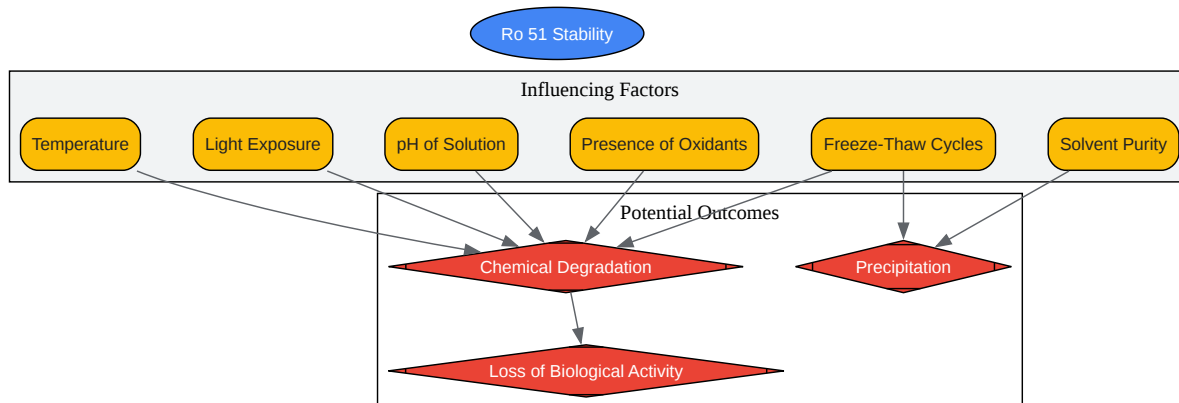 Ro 51 Stability
Influencing Factors
Temperature
Light Exposure
pH of Solution
Presence of Oxidants
Freeze-Thaw Cycles
Solvent Purity
Potential Outcomes
Chemical Degradation
Precipitation
Loss of Biological Activity